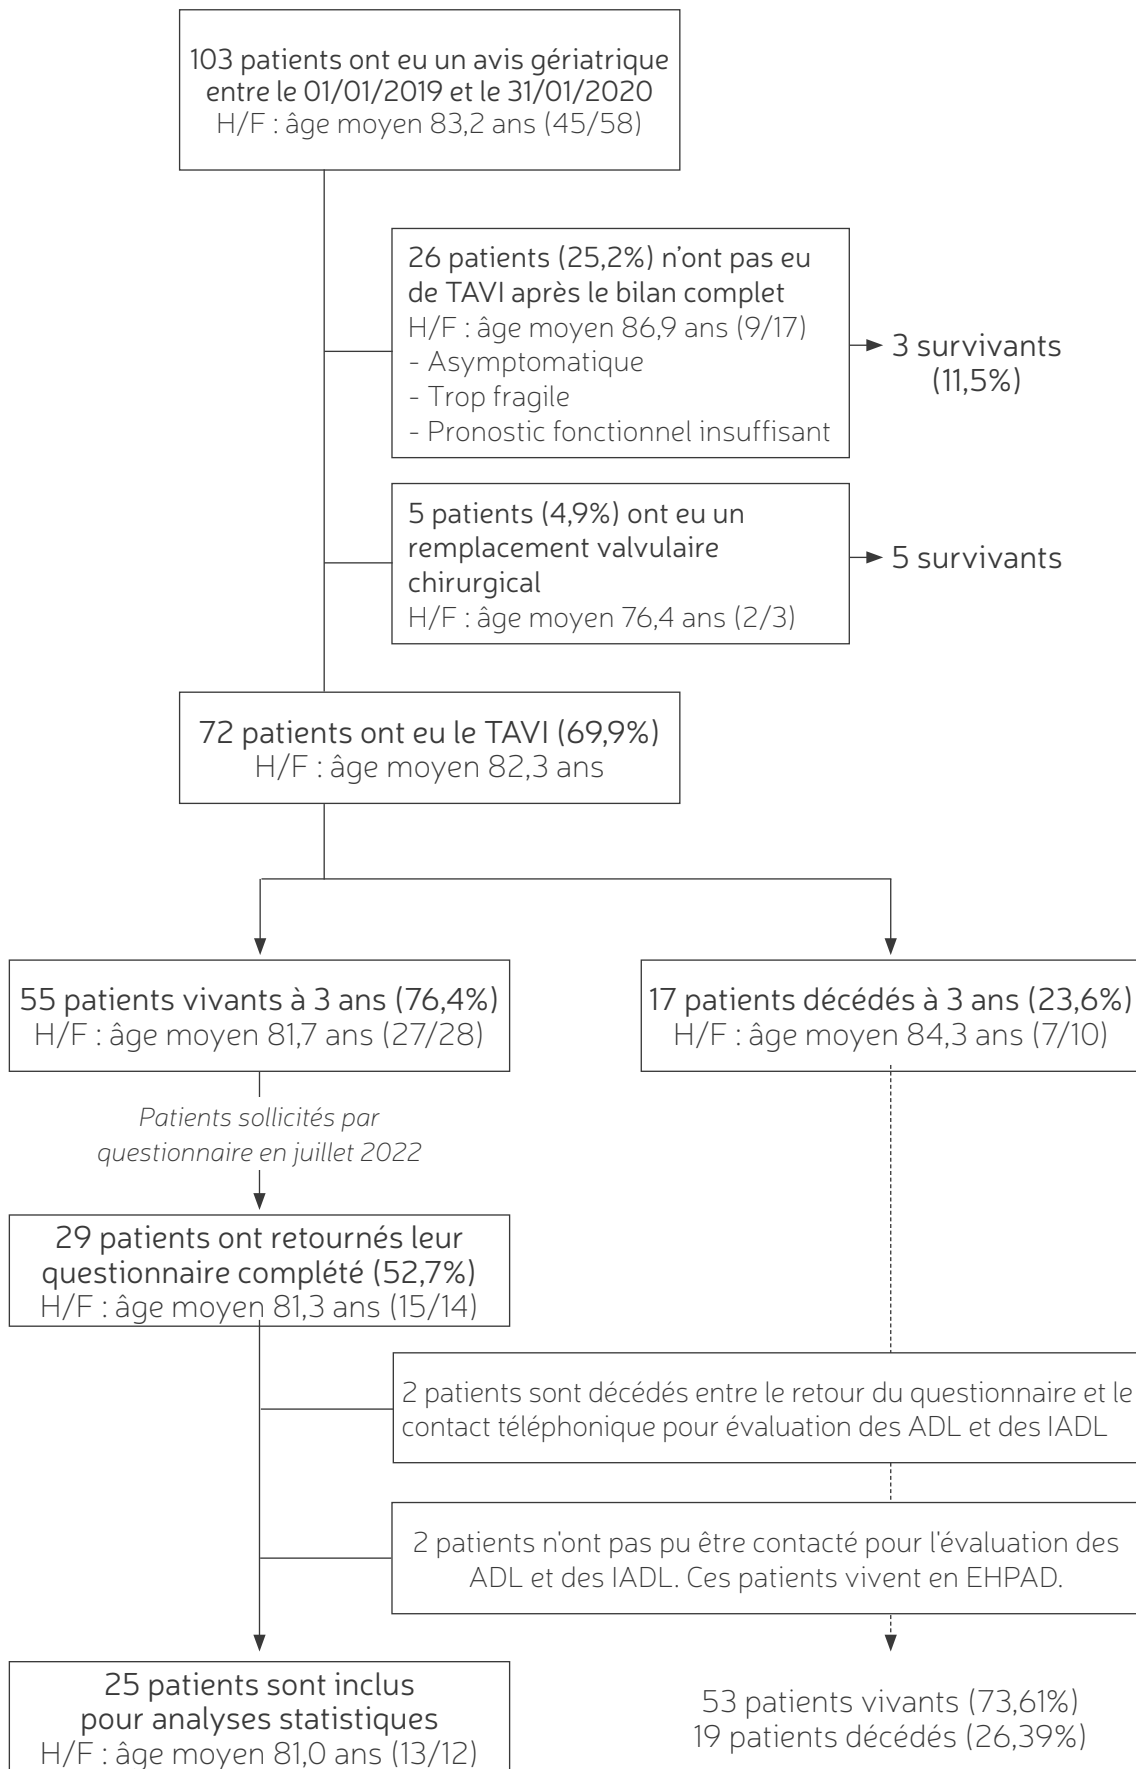 103 patients ont eu un avis gériatrique
entre le 01/01/2019 et le 31/01/2020
H/F : âge moyen 83,2 ans (45/58)
26 patients (25,2%) n'ont pas eu
de TAVI après le bilan complet
H/F : âge moyen 86,9 ans (9/17)
- Asymptomatique
- Trop fragile
- Pronostic fonctionnel insuffisant
3 survivants
(11,5%)
5 patients (4,9%) ont eu un
remplacement valvulaire
chirurgical
H/F : âge moyen 76,4 ans (2/3)
5 survivants
72 patients ont eu le TAVI (69,9%)
H/F : âge moyen 82,3 ans
55 patients vivants à 3 ans (76,4%)
H/F : âge moyen 81,7 ans (27/28)
17 patients décédés à 3 ans (23,6%)
H/F : âge moyen 84,3 ans (7/10)
Patients sollicités par
questionnaire en juillet 2022
29 patients ont retournés leur
questionnaire complété (52,7%)
H/F : âge moyen 81,3 ans (15/14)
2 patients sont décédés entre le retour du questionnaire et le
contact téléphonique pour évaluation des ADL et des IADL
2 patients n'ont pas pu être contacté pour l'évaluation des
ADL et des IADL. Ces patients vivent en EHPAD.
25 patients sont inclus
pour analyses statistiques
H/F : âge moyen 81,0 ans (13/12)
53 patients vivants (73,61%)
19 patients décédés (26,39%)